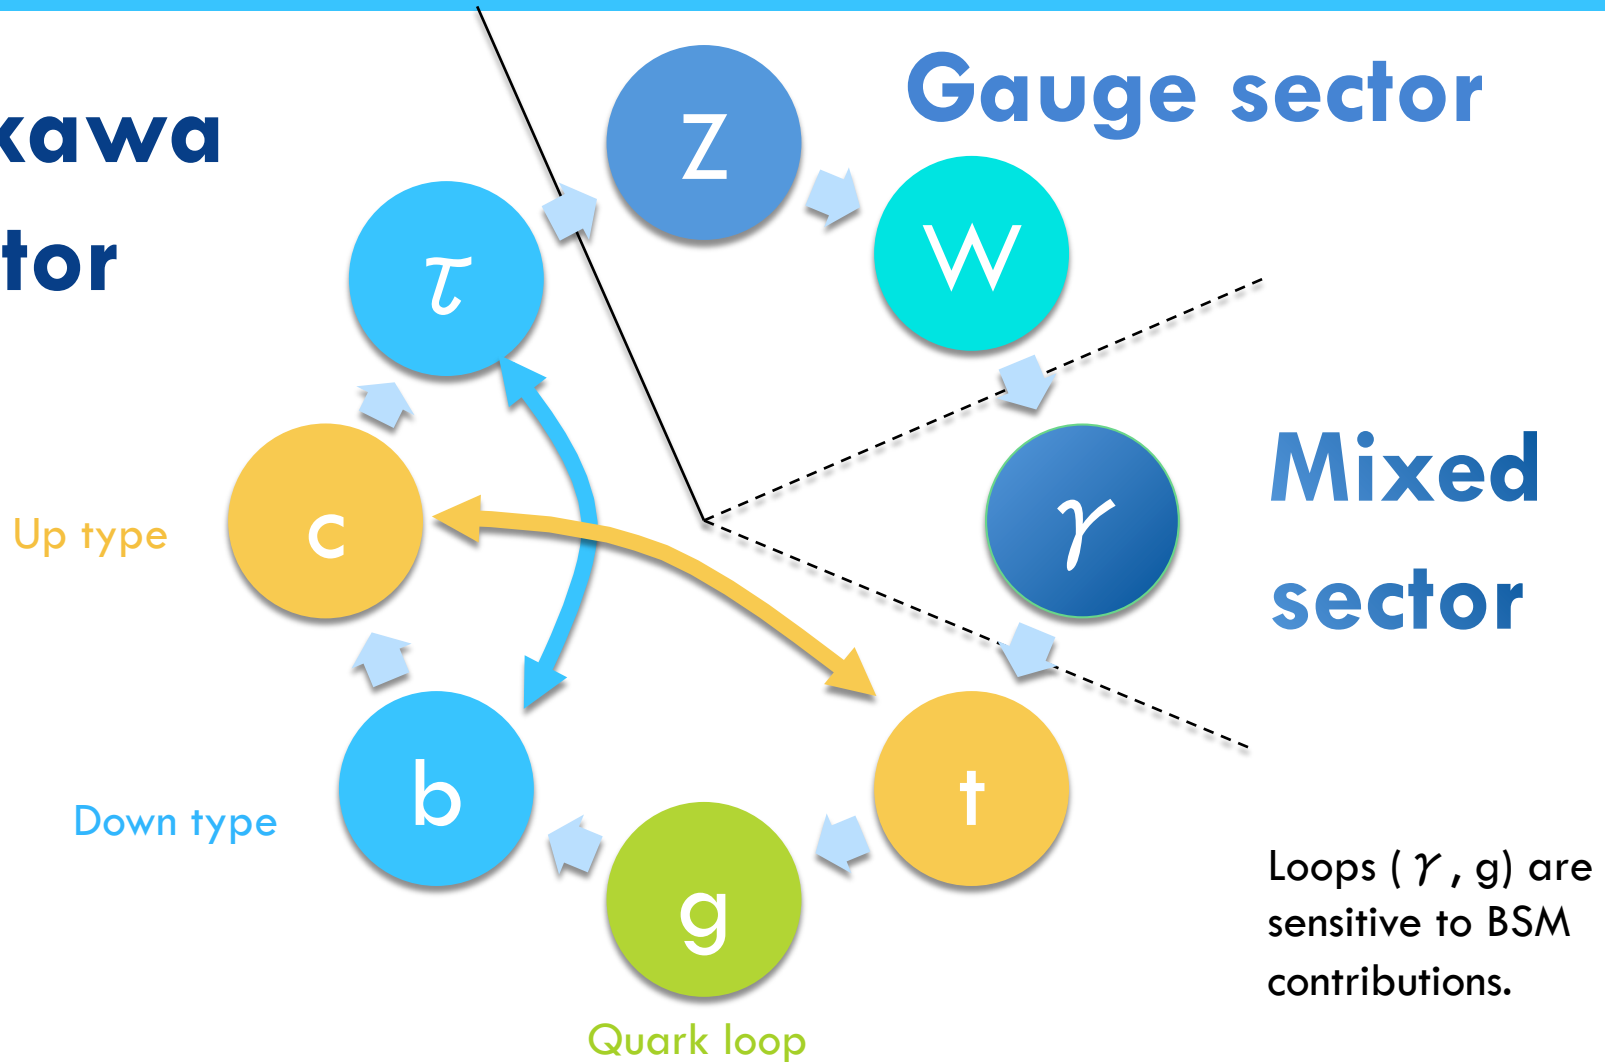 kawa
tor
Gauge sector
Z
W
τ
Mixed
sector
γ
Up type
c
Down type
b
t
g
Quark loop
Loops (γ, g) are
sensitive to BSM
contributions.